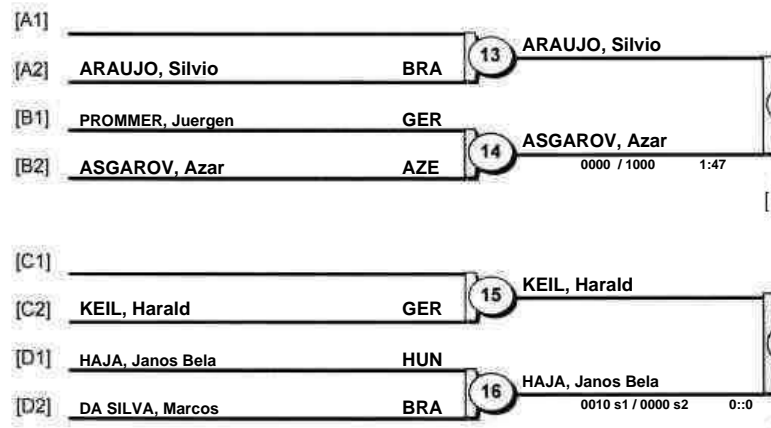 [A1]
13
ARAUJO, Silvio
[A2] ARAUJO, Silvio BRA
[B1] PROMMER, Juergen GER
14
ASGAROV, Azar
[B2] ASGAROV, Azar AZE
0000 / 1000 1:47
[
[C1]
15
KEIL, Harald
[C2] KEIL, Harald GER
[D1] HAJA, Janos Bela HUN
16
HAJA, Janos Bela
[D2] DA SILVA, Marcos BRA
0010 s1 / 0000 s2 0::0